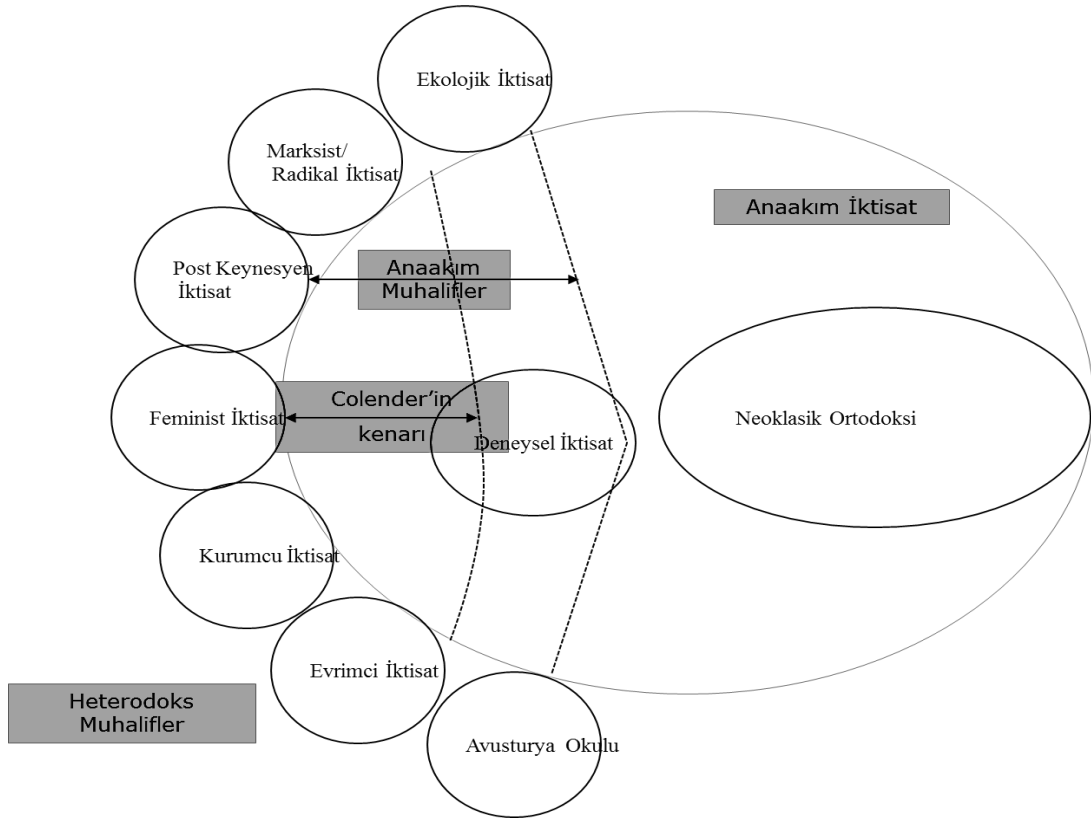 Ekolojik İktisat
Marksist/
Radikal İktisat
Anaakım İktisat
Post Keynesyen
İktisat
Anaakım
Muhalifler
Feminist İktisat
Colender’in
kenarı
Deneysel İktisat
Neoklasik Ortodoksi
Kurumcu İktisat
Evrimci İktisat
Heterodoks
Muhalifler
Avusturya Okulu